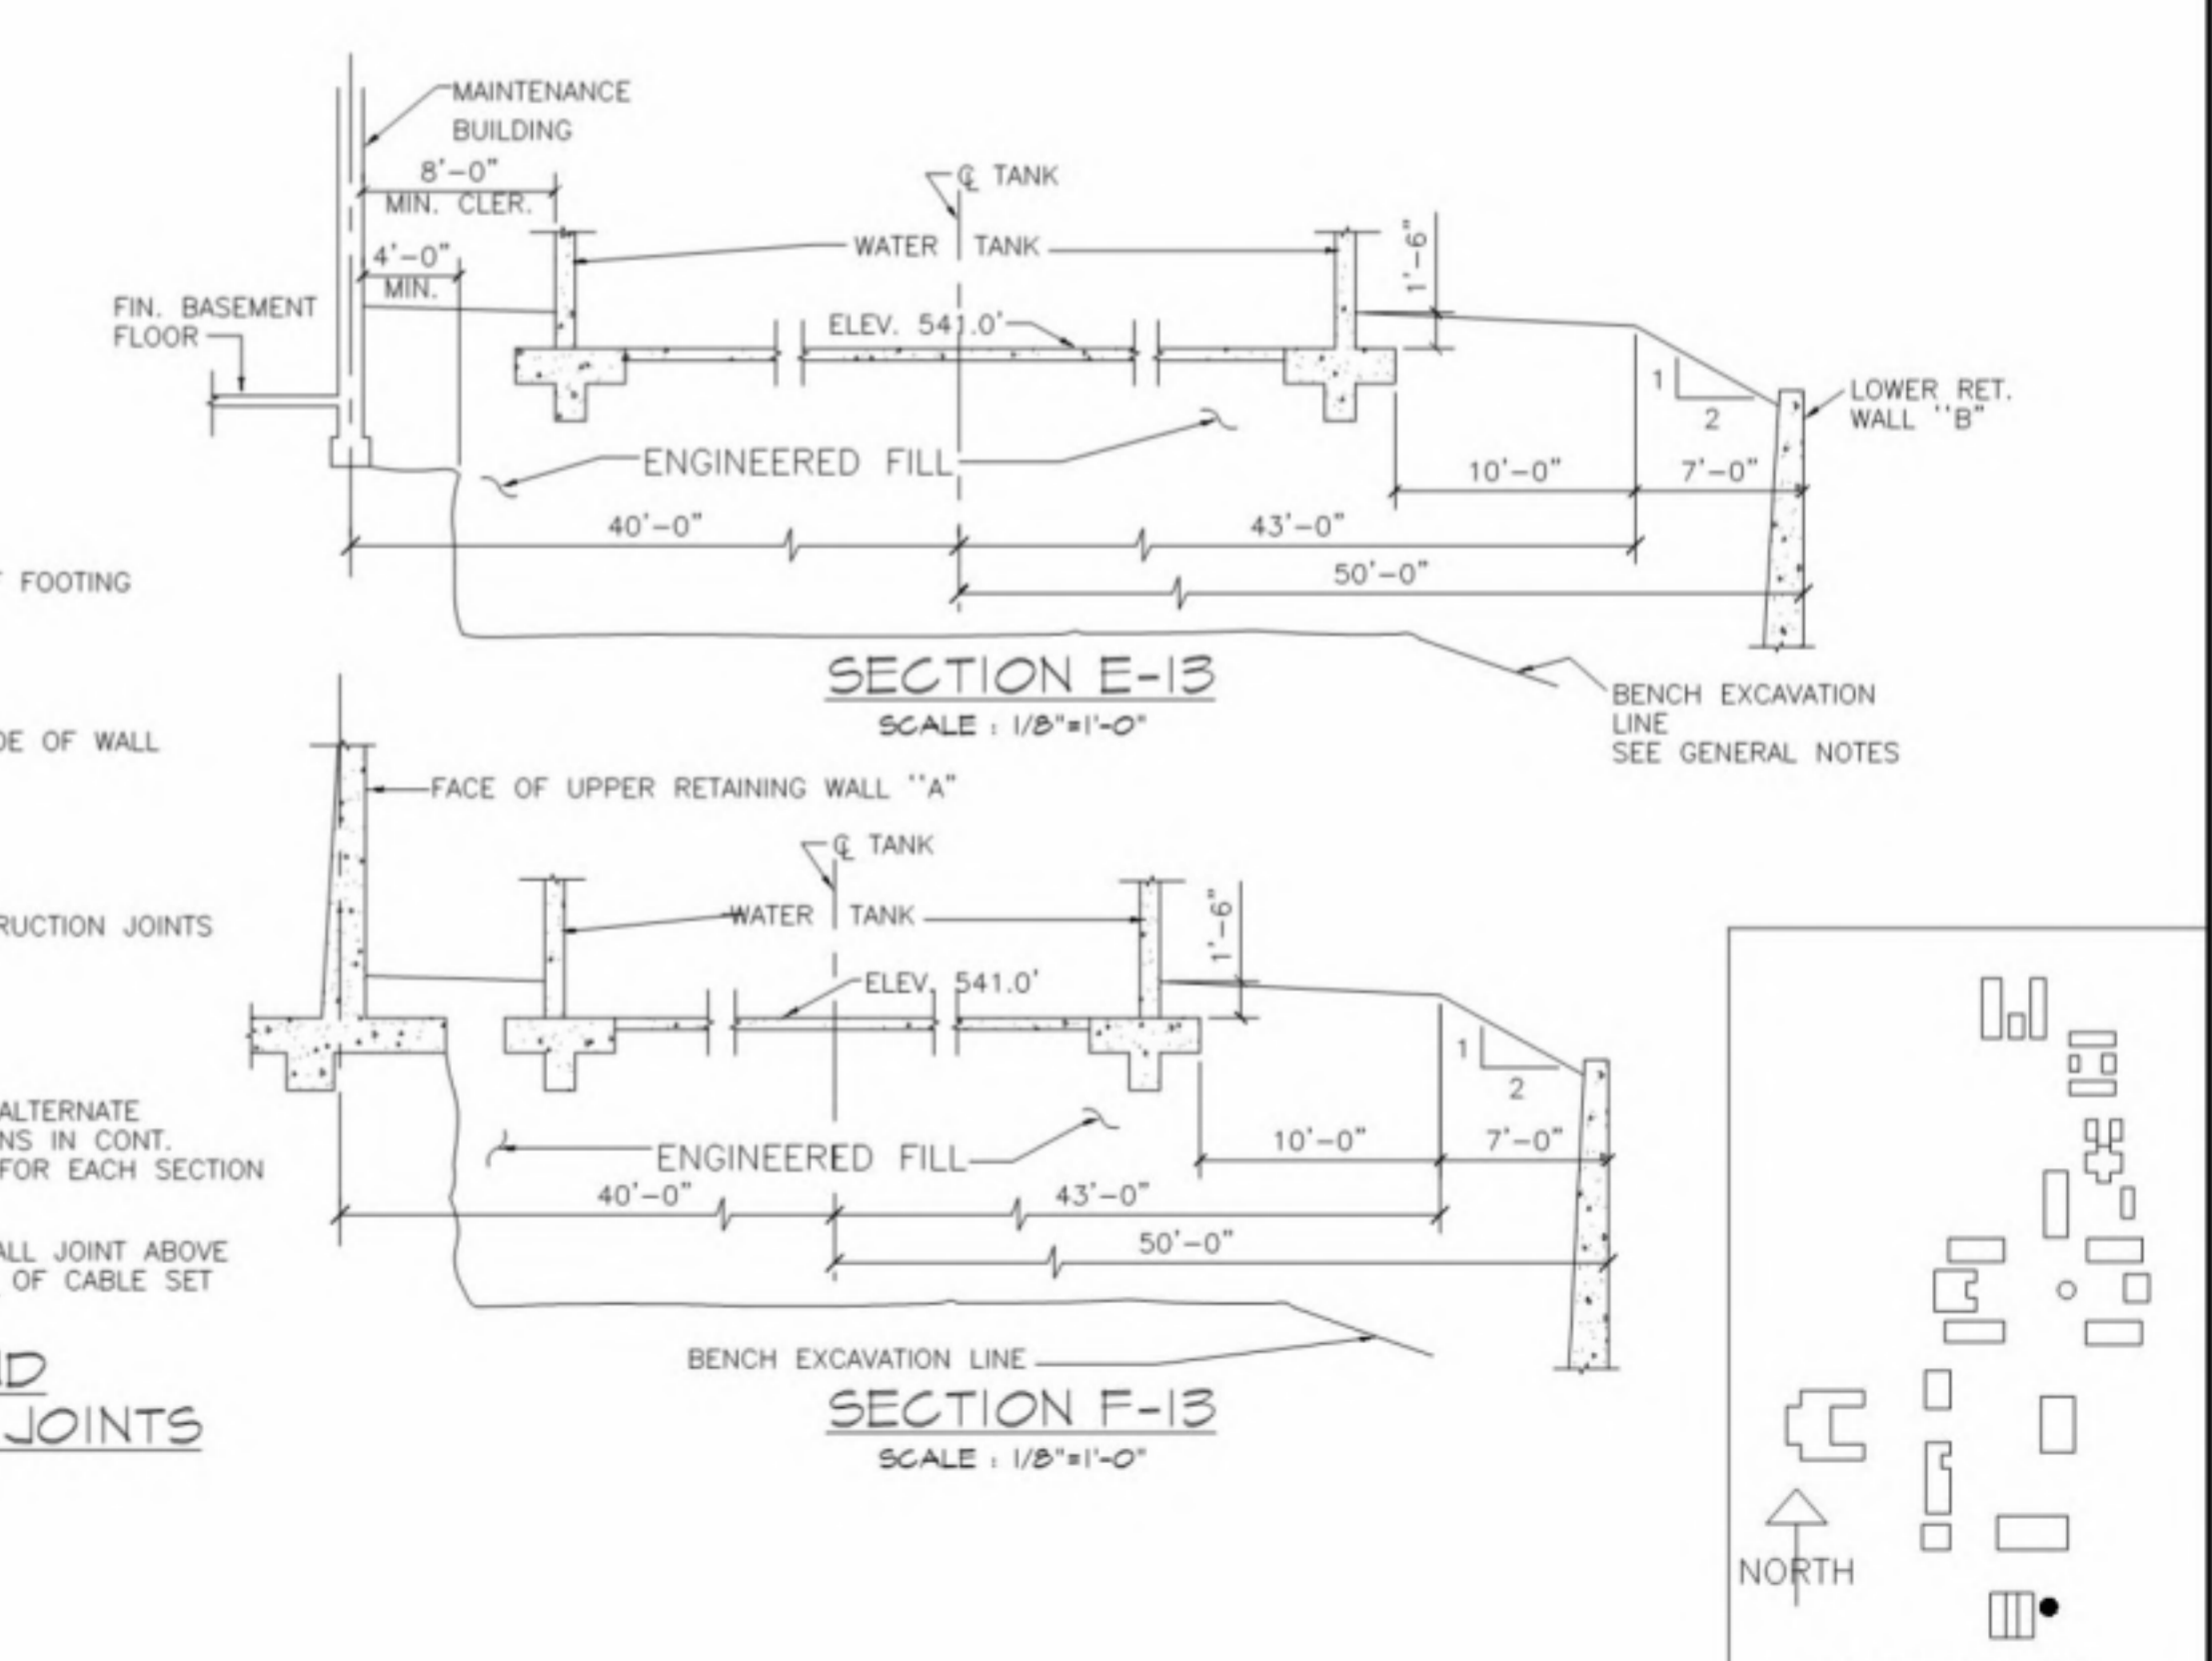 MAINTENANCE
BUILDING
8'-0"
MIN. CLER.
4'-0"
MIN.
FIN. BASEMENT
FLOOR
℄ TANK
WATER TANK
ELEV. 541.0'
1'-6"
1
2
LOWER RET.
WALL ''B"
ENGINEERED FILL
10'-0"
7'-0"
40'-0"
43'-0"
50'-0"
SECTION E-13
SCALE : 1/8"=1'-0"
BENCH EXCAVATION
LINE
SEE GENERAL NOTES
FOOTING
OF WALL
JOINTS
ALTERNATE
IN CONT.
FOR EACH SECTION
JOINT ABOVE
OF CABLE SET
JOINTS
FACE OF UPPER RETAINING WALL ''A"
℄ TANK
WATER TANK
ELEV. 541.0'
1'-6"
1
2
ENGINEERED FILL
10'-0"
7'-0"
40'-0"
43'-0"
50'-0"
BENCH EXCAVATION LINE
SECTION F-13
SCALE : 1/8"=1'-0"
NORTH